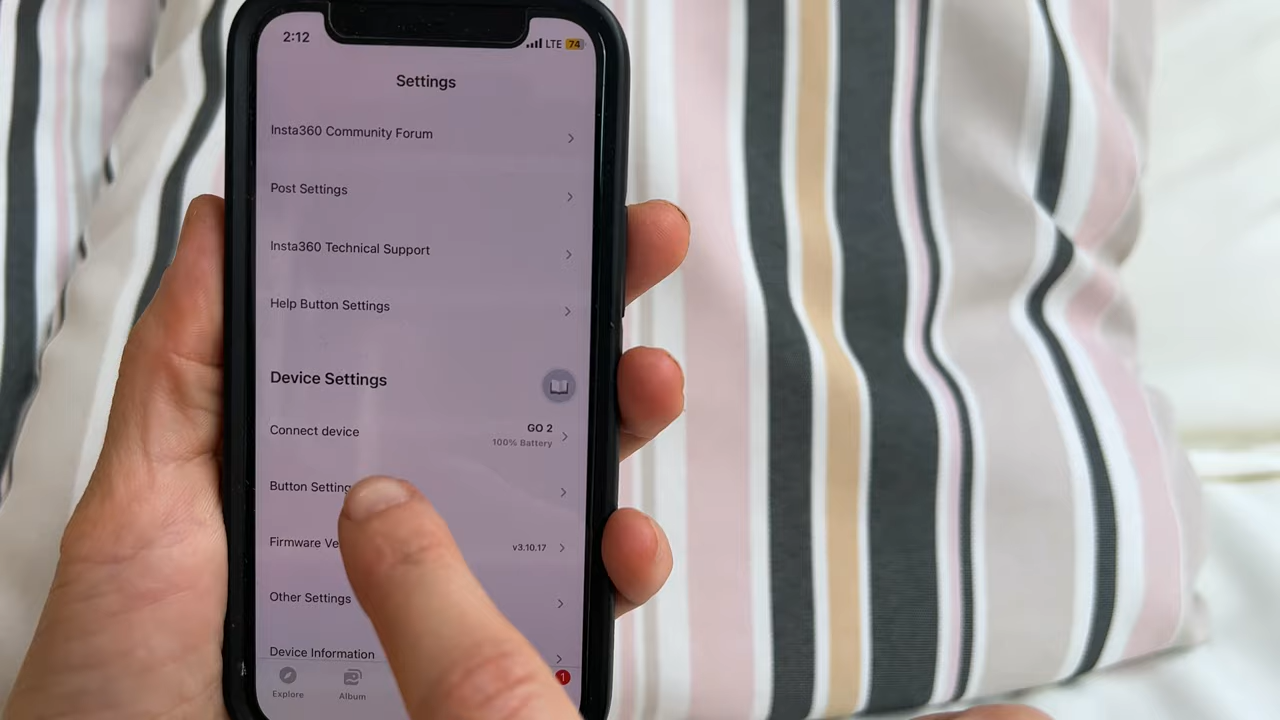 2:12
LTE 74
Settings
Insta360 Community Forum
Post Settings
Insta360 Technical Support
Help Button Settings
Device Settings
Connect device
GO 2
100% Battery
Button
Firmware
v3.10.17
Other Settings
Device Information
1
Explore
Album